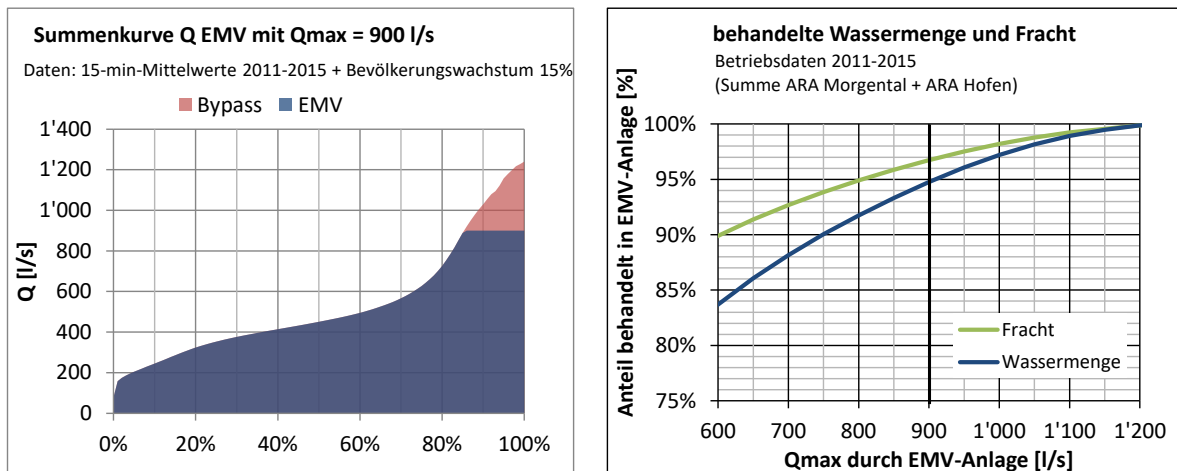 Summenkurve Q EMV mit Qmax = 900 l/s
Daten: 15-min-Mittelwerte 2011-2015 + Bevölkerungswachstum 15%
Bypass EMV
Q [l/s]
1'400
1'200
1'000
800
600
400
200
0
0% 20% 40% 60% 80% 100%
behandelte Wassermenge und Fracht
Betriebsdaten 2011-2015
(Summe ARA Morgental + ARA Hofen)
Anteil behandelt in EMV-Anlage [%]
100%
95%
90%
85%
80%
75%
Fracht
Wassermenge
600 700 800 900 1'000 1'100 1'200
Qmax durch EMV-Anlage [l/s]